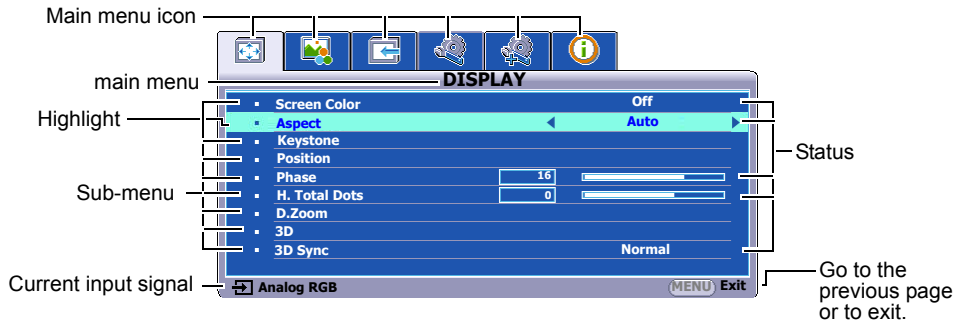 Main menu icon
main menu
DISPLAY
Screen Color Off
Highlight
Aspect Auto
Keystone
Position
Status
Phase 16
Sub-menu
H. Total Dots 0
D.Zoom
3D
3D Sync Normal
Current input signal
Analog RGB
MENU Exit
Go to the
previous page
or to exit.